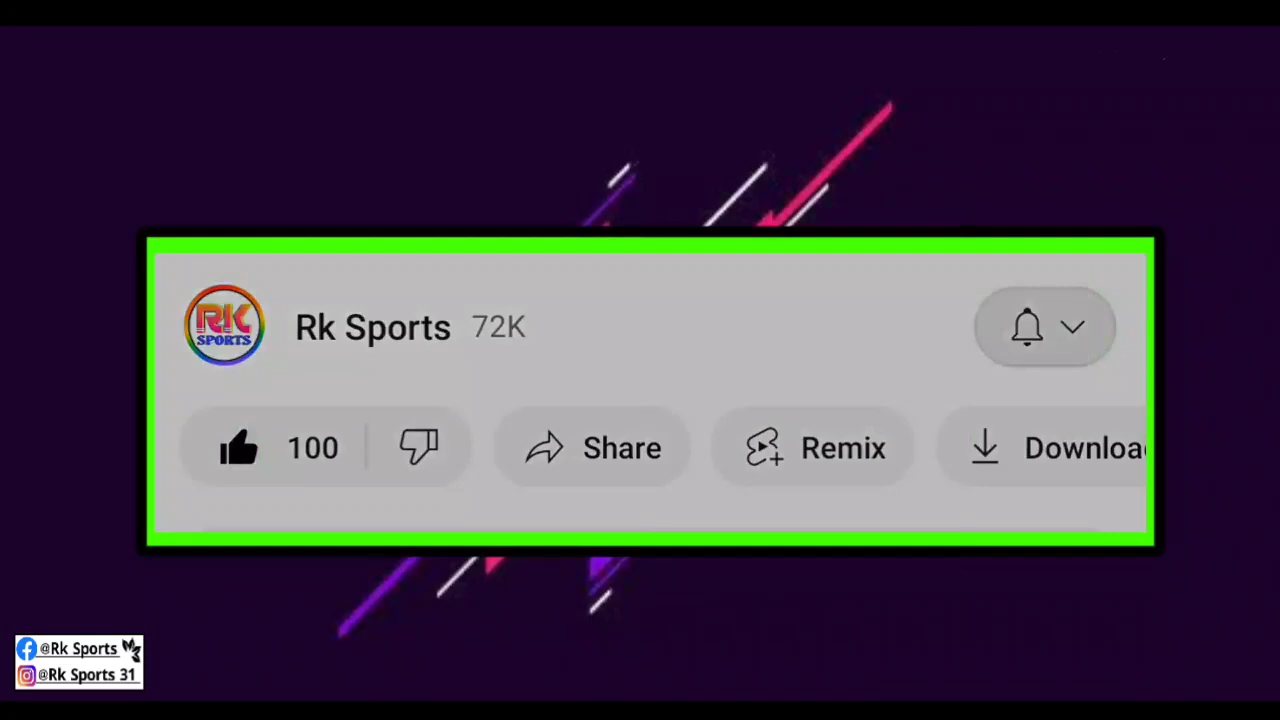 RK
SPORTS
Rk Sports 72K
100 Share Remix Downloa
@Rk Sports
@Rk Sports 31